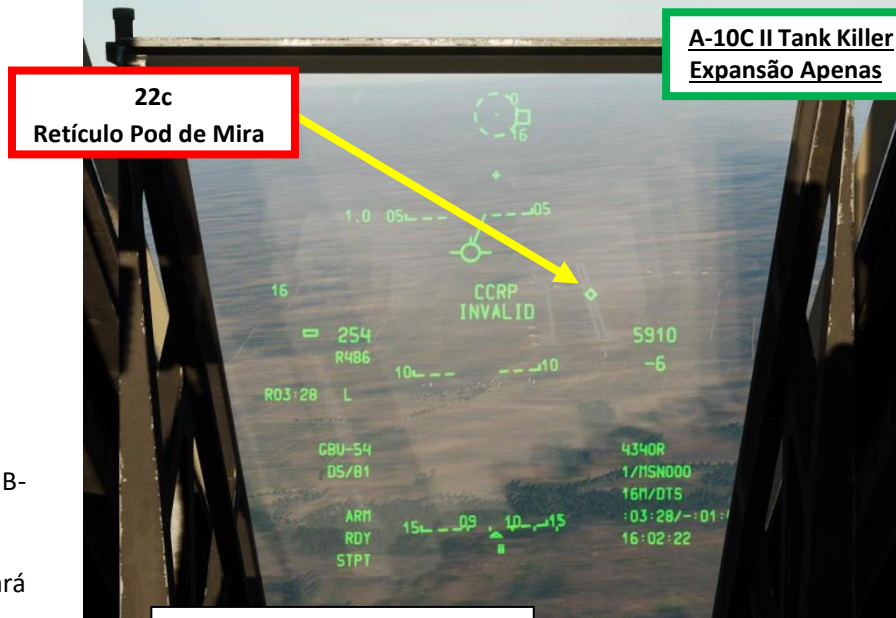 A-10C II Tank Killer
Expansão Apenas
22c
Retículo Pod de Mira
0
16
1.0 05 05
16
CCRP
INVALID
254
5910
R486
-6
10 10
R03:28 L
GBU-54
D5/B1
ARM
RDY
STPT
4340R
1/MSN000
16M/DTS
:03:28/-:01:
16:02:22
15 09 10 15
B-
ará